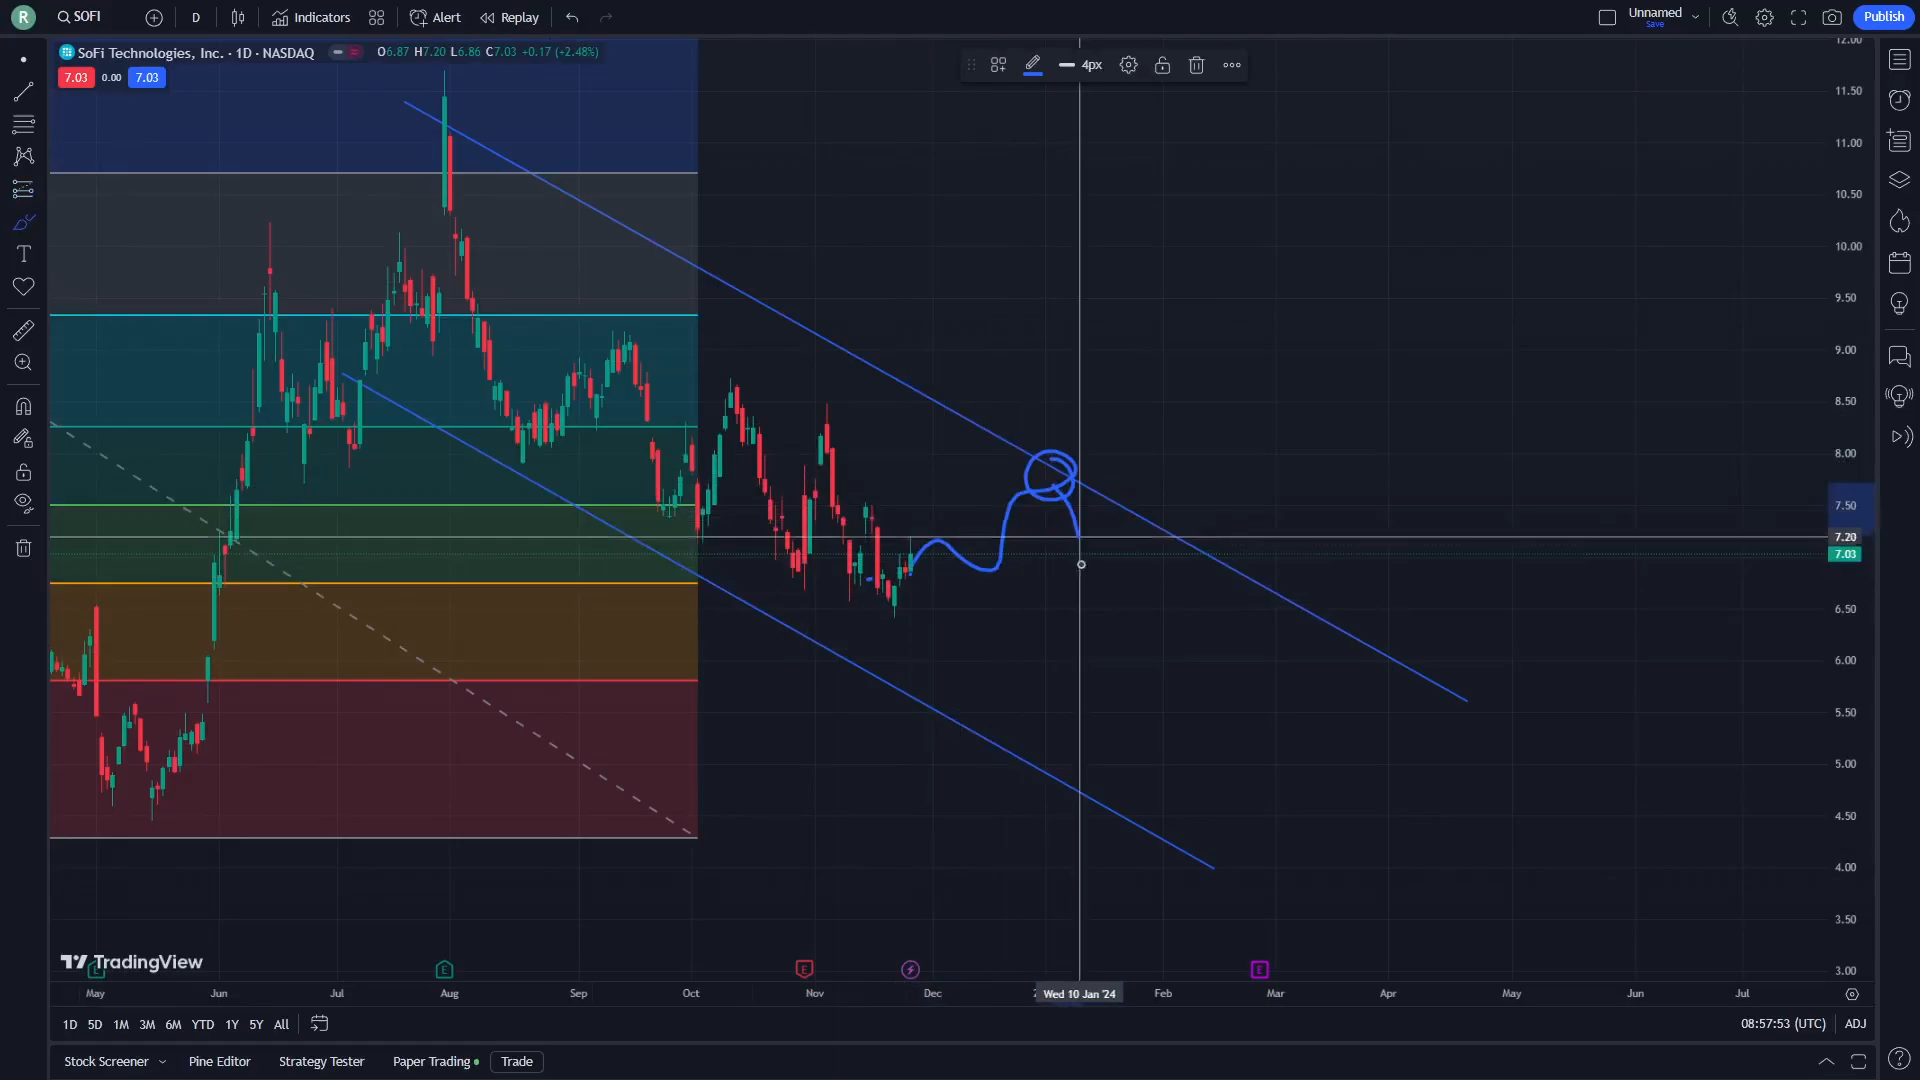 R SOFI D Indicators Alert Replay Unnamed Save Publish
SoFi Technologies, Inc. · 1D · NASDAQ O6.87 H7.20 L6.86 C7.03 +0.17 (+2.48%)
7.03 0.00 7.03
4px
12.00
11.50
11.00
10.50
10.00
9.50
9.00
8.50
8.00
7.50
7.20
7.03
6.50
6.00
5.50
5.00
4.50
4.00
3.50
3.00
TradingView
E E E E
May Jun Jul Aug Sep Oct Nov Dec Wed 10 Jan '24 Feb Mar Apr May Jun Jul
1D 5D 1M 3M 6M YTD 1Y 5Y All 08:57:53 (UTC) ADJ
Stock Screener Pine Editor Strategy Tester Paper Trading Trade